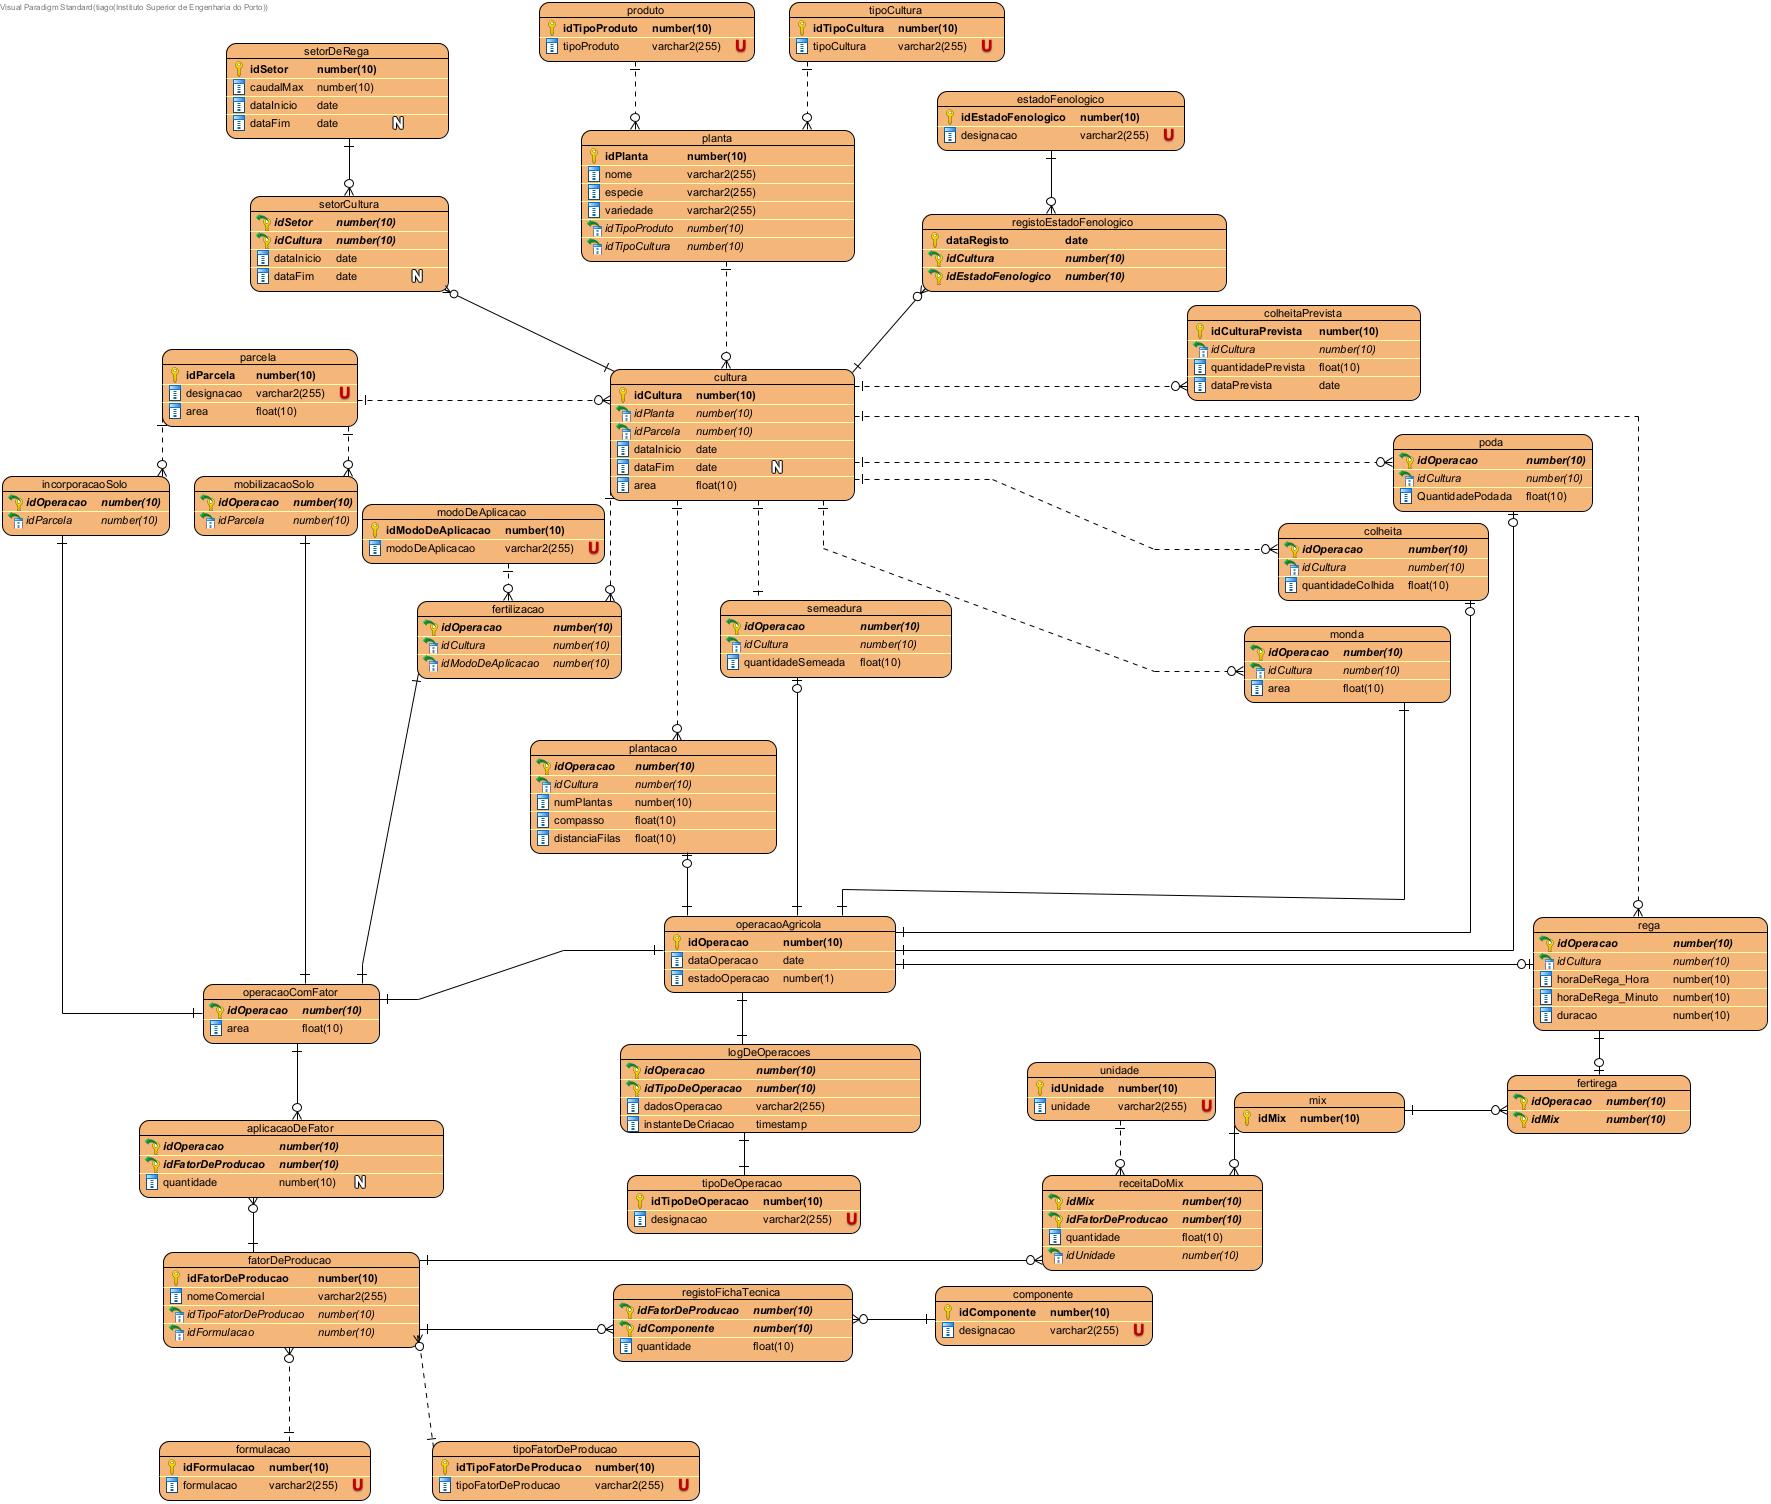 Visual Paradigm Standard(tiago(Instituto Superior de Engenharia do Porto))
produto
idTipoProduto number(10)
tipoProduto varchar2(255) U
tipoCultura
idTipoCultura number(10)
tipoCultura varchar2(255) U
setorDeRega
idSetor number(10)
caudalMax number(10)
dataInicio date
dataFim date N
estadoFenologico
idEstadoFenologico number(10)
designacao varchar2(255) U
planta
idPlanta number(10)
nome varchar2(255)
especie varchar2(255)
variedade varchar2(255)
idTipoProduto number(10)
idTipoCultura number(10)
setorCultura
idSetor number(10)
idCultura number(10)
dataInicio date
dataFim date N
registoEstadoFenologico
dataRegisto date
idCultura number(10)
idEstadoFenologico number(10)
colheitaPrevista
idCulturaPrevista number(10)
idCultura number(10)
quantidadePrevista float(10)
dataPrevista date
parcela
idParcela number(10)
designacao varchar2(255) U
area float(10)
cultura
idCultura number(10)
idPlanta number(10)
idParcela number(10)
dataInicio date
dataFim date N
area float(10)
poda
idOperacao number(10)
idCultura number(10)
QuantidadePodada float(10)
incorporacaoSolo
idOperacao number(10)
idParcela number(10)
mobilizacaoSolo
idOperacao number(10)
idParcela number(10)
modoDeAplicacao
idModoDeAplicacao number(10)
modoDeAplicacao varchar2(255) U
colheita
idOperacao number(10)
idCultura number(10)
quantidadeColhida float(10)
fertilizacao
idOperacao number(10)
idCultura number(10)
idModoDeAplicacao number(10)
semeadura
idOperacao number(10)
idCultura number(10)
quantidadeSemeada float(10)
monda
idOperacao number(10)
idCultura number(10)
area float(10)
plantacao
idOperacao number(10)
idCultura number(10)
numPlantas number(10)
compasso float(10)
distanciaFilas float(10)
operacaoAgricola
idOperacao number(10)
dataOperacao date
estadoOperacao number(1)
rega
idOperacao number(10)
idCultura number(10)
horaDeRega_Hora number(10)
horaDeRega_Minuto number(10)
duracao number(10)
operacaoComFator
idOperacao number(10)
area float(10)
logDeOperacoes
idOperacao number(10)
idTipoDeOperacao number(10)
dadosOperacao varchar2(255)
instanteDeCriacao timestamp
unidade
idUnidade number(10)
unidade varchar2(255) U
mix
idMix number(10)
fertirega
idOperacao number(10)
idMix number(10)
aplicacaoDeFator
idOperacao number(10)
idFatorDeProducao number(10)
quantidade number(10) N
tipoDeOperacao
idTipoDeOperacao number(10)
designacao varchar2(255) U
receitaDoMix
idMix number(10)
idFatorDeProducao number(10)
quantidade float(10)
idUnidade number(10)
fatorDeProducao
idFatorDeProducao number(10)
nomeComercial varchar2(255)
idTipoFatorDeProducao number(10)
idFormulacao number(10)
registoFichaTecnica
idFatorDeProducao number(10)
idComponente number(10)
quantidade float(10)
componente
idComponente number(10)
designacao varchar2(255) U
formulacao
idFormulacao number(10)
formulacao varchar2(255) U
tipoFatorDeProducao
idTipoFatorDeProducao number(10)
tipoFatorDeProducao varchar2(255) U